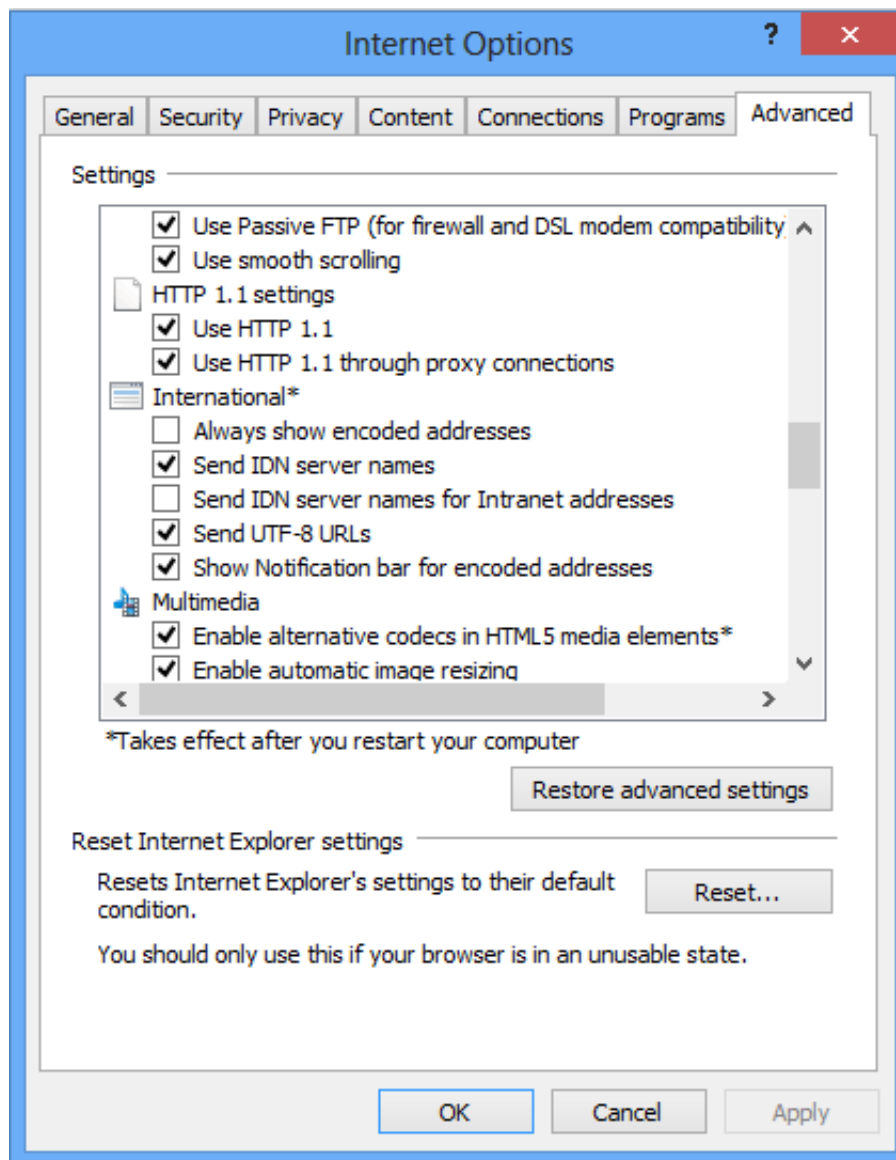 Internet Options
?
General Security Privacy Content Connections Programs Advanced
Settings
Use Passive FTP (for firewall and DSL modem compatibility)
Use smooth scrolling
HTTP 1.1 settings
Use HTTP 1.1
Use HTTP 1.1 through proxy connections
International*
Always show encoded addresses
Send IDN server names
Send IDN server names for Intranet addresses
Send UTF-8 URLs
Show Notification bar for encoded addresses
Multimedia
Enable alternative codecs in HTML5 media elements*
Enable automatic image resizing
*Takes effect after you restart your computer
Restore advanced settings
Reset Internet Explorer settings
Resets Internet Explorer's settings to their default
condition.
Reset...
You should only use this if your browser is in an unusable state.
OK Cancel Apply